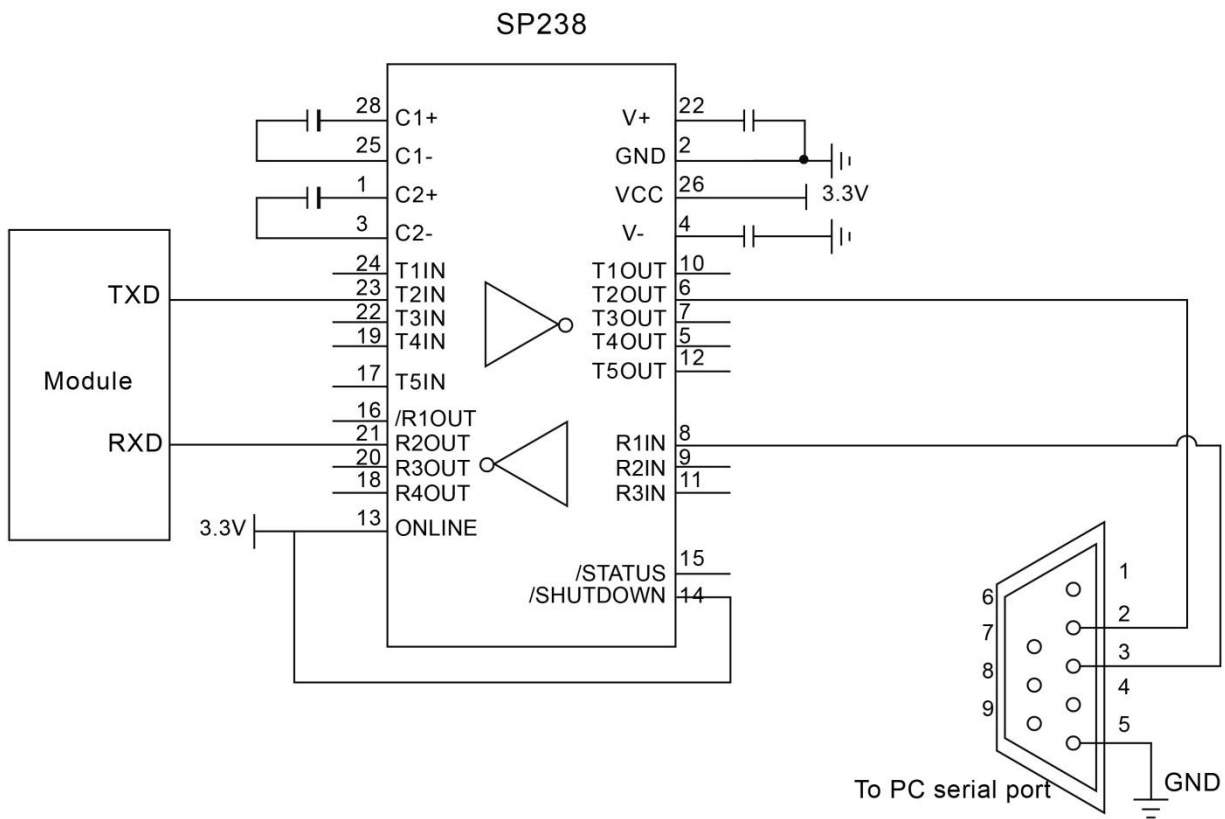 SP238
28
C1+
25
C1-
1
C2+
3
C2-
24
T1IN
23
T2IN
22
T3IN
19
T4IN
17
T5IN
16
/R1OUT
21
R2OUT
20
R3OUT
18
R4OUT
13
ONLINE
3.3V
V+
22
GND
2
VCC
26
3.3V
V-
4
T1OUT
10
T2OUT
6
T3OUT
7
T4OUT
5
T5OUT
12
R1IN
8
R2IN
9
R3IN
11
/STATUS
15
/SHUTDOWN
14
TXD
Module
RXD
1
6
2
7
3
8
4
9
5
To PC serial port
GND